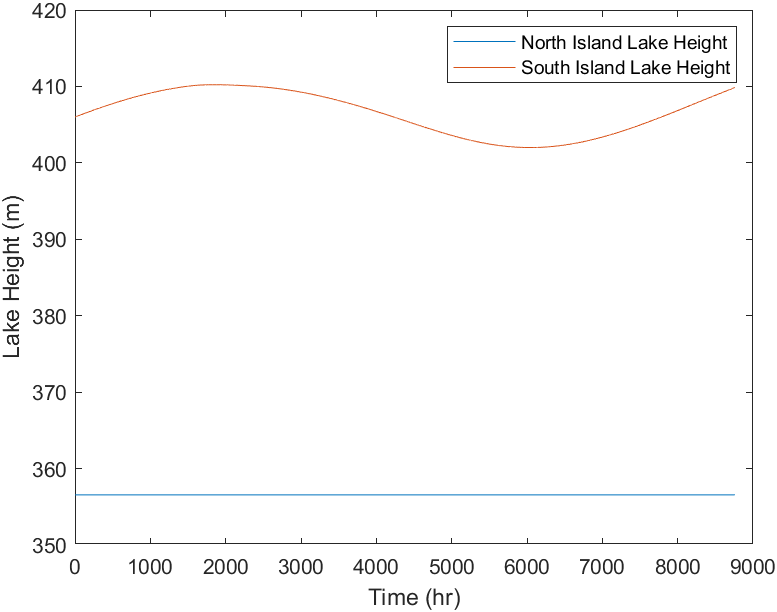 420
410
400
390
380
370
360
350
Lake Height (m)
North Island Lake Height
South Island Lake Height
0 1000 2000 3000 4000 5000 6000 7000 8000 9000
Time (hr)